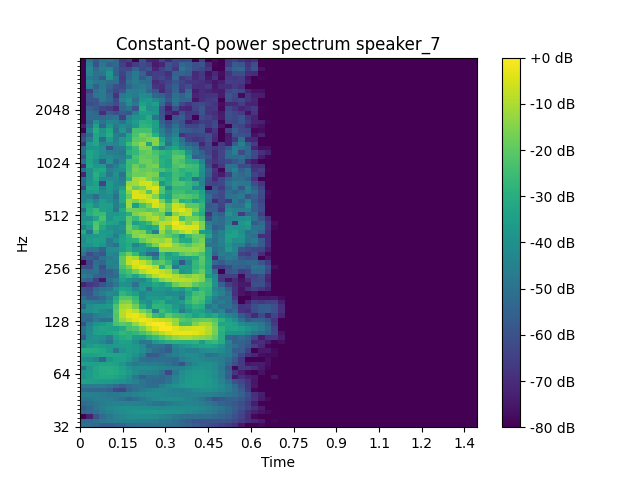 Constant-Q power spectrum speaker_7
Hz
2048
1024
512
256
128
64
32
0 0.15 0.3 0.45 0.6 0.75 0.9 1.1 1.2 1.4
Time
+0 dB
-10 dB
-20 dB
-30 dB
-40 dB
-50 dB
-60 dB
-70 dB
-80 dB